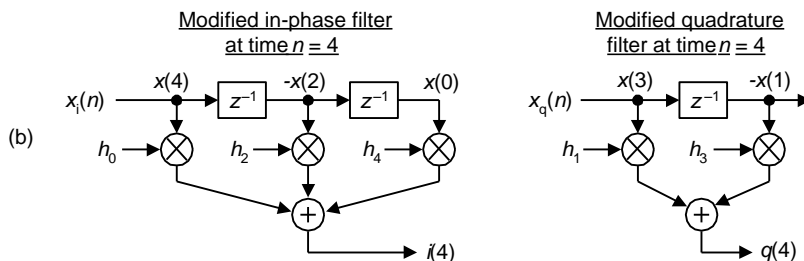 Modified in-phase filter
at time n = 4
Modified quadrature
filter at time n = 4
x(4) -x(2) x(0)
x(3) -x(1)
xᵢ(n) z⁻¹ z⁻¹
x_q(n) z⁻¹
(b)
h₀ h₂ h₄
h₁ h₃
+
+
i(4)
q(4)